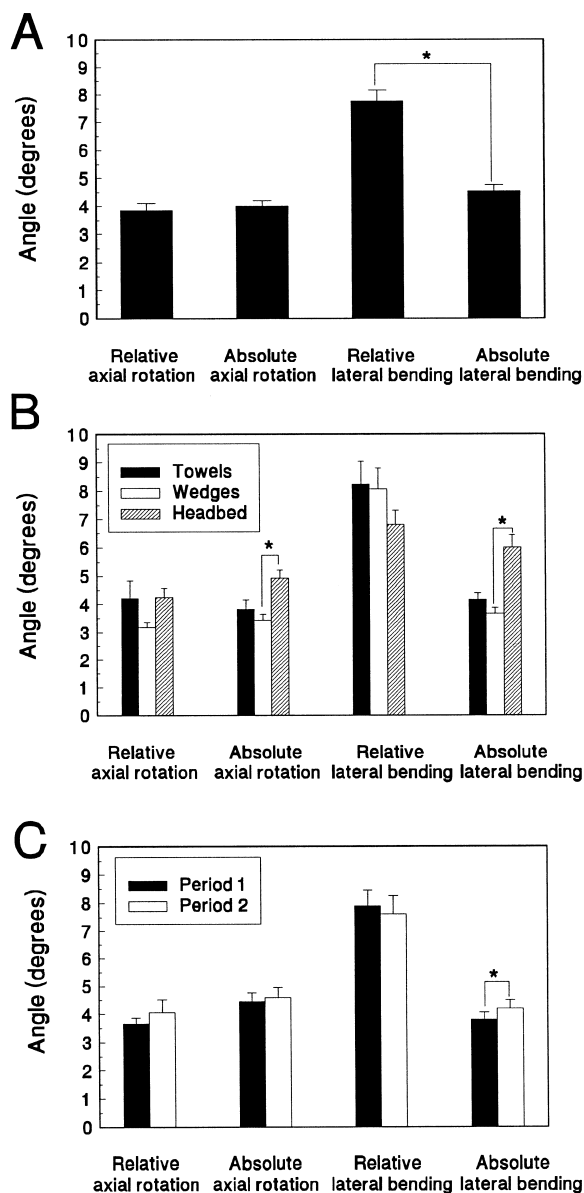 A
10
9
8
7
6
5
4
3
2
1
0
Angle (degrees)
*
Relative Absolute Relative Absolute
axial rotation axial rotation lateral bending lateral bending
B
10
9
8
7
6
5
4
3
2
1
0
Angle (degrees)
Towels
Wedges
Headbed
*
*
Relative Absolute Relative Absolute
axial rotation axial rotation lateral bending lateral bending
C
10
9
8
7
6
5
4
3
2
1
0
Angle (degrees)
Period 1
Period 2
*
Relative Absolute Relative Absolute
axial rotation axial rotation lateral bending lateral bending